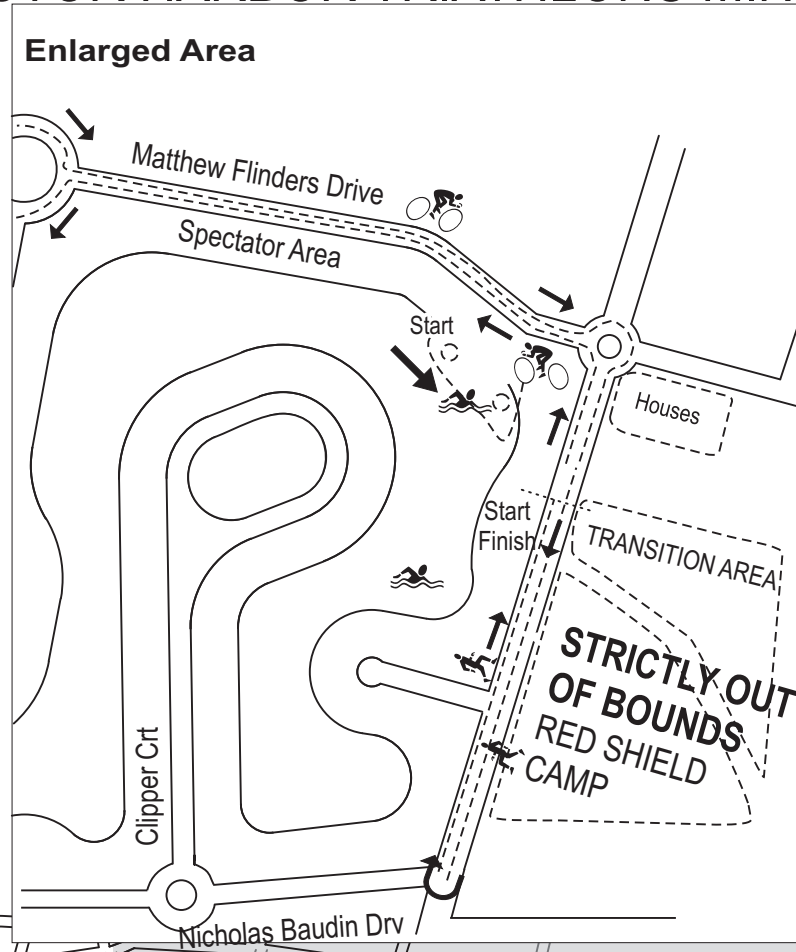 Enlarged Area
Matthew Flinders Drive
Spectator Area
Start
Houses
Start
Finish
TRANSITION AREA
STRICTLY OUT
OF BOUNDS
RED SHIELD
CAMP
Clipper Crt
Nicholas Baudin Drv